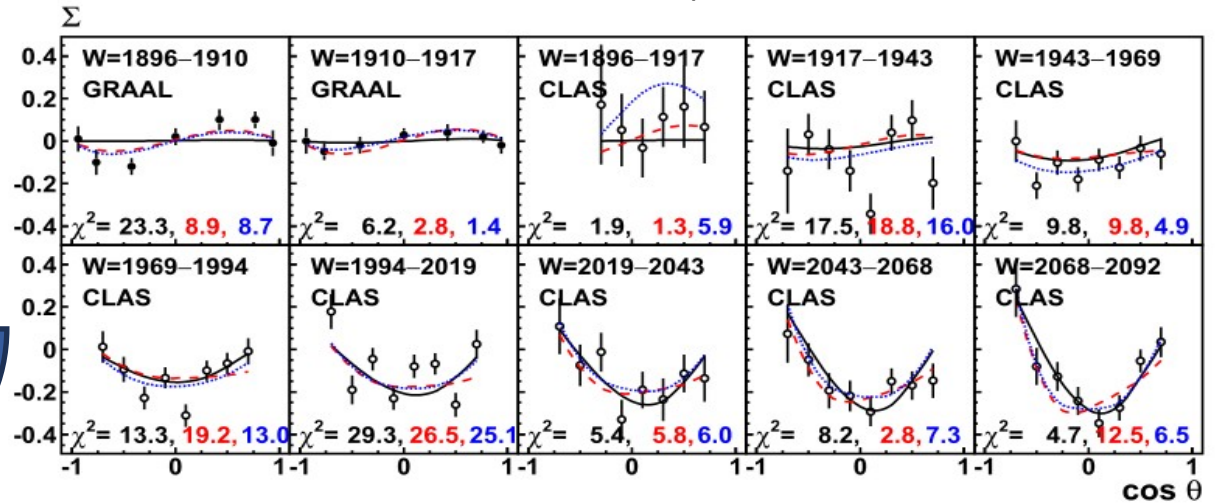 Σ
W=1896–1910 W=1910–1917 W=1896–1917 W=1917–1943 W=1943–1969
GRAAL GRAAL CLAS CLAS CLAS
0.4
0.2
0
-0.2
-0.4
χ²= 23.3, 8.9, 8.7 χ²= 6.2, 2.8, 1.4 χ²= 1.9, 1.3, 5.9 χ²= 17.5, 18.8, 16.0 χ²= 9.8, 9.8, 4.9
W=1969–1994 W=1994–2019 W=2019–2043 W=2043–2068 W=2068–2092
CLAS CLAS CLAS CLAS CLAS
0.4
0.2
0
-0.2
-0.4
χ²= 13.3, 19.2, 13.0 χ²= 29.3, 26.5, 25.1 χ²= 5.4, 5.8, 6.0 χ²= 8.2, 2.8, 7.3 χ²= 4.7, 12.5, 6.5
-1 0 1 -1 0 1 -1 0 1 -1 0 1 -1 0 1
cos θ